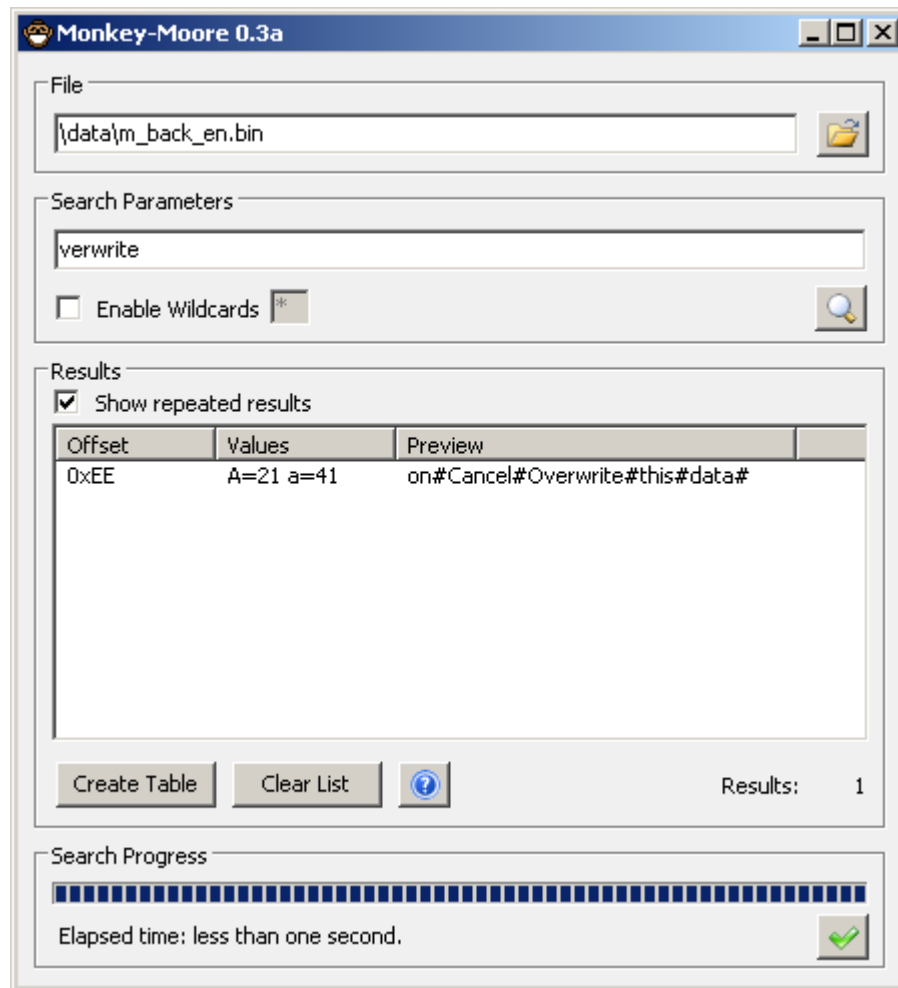 Monkey-Moore 0.3a
File
\data\m_back_en.bin
Search Parameters
verwrite
Enable Wildcards *
Results
Show repeated results
Offset Values Preview
0xEE A=21 a=41 on#Cancel#Overwrite#this#data#
Create Table Clear List ? Results: 1
Search Progress
Elapsed time: less than one second.